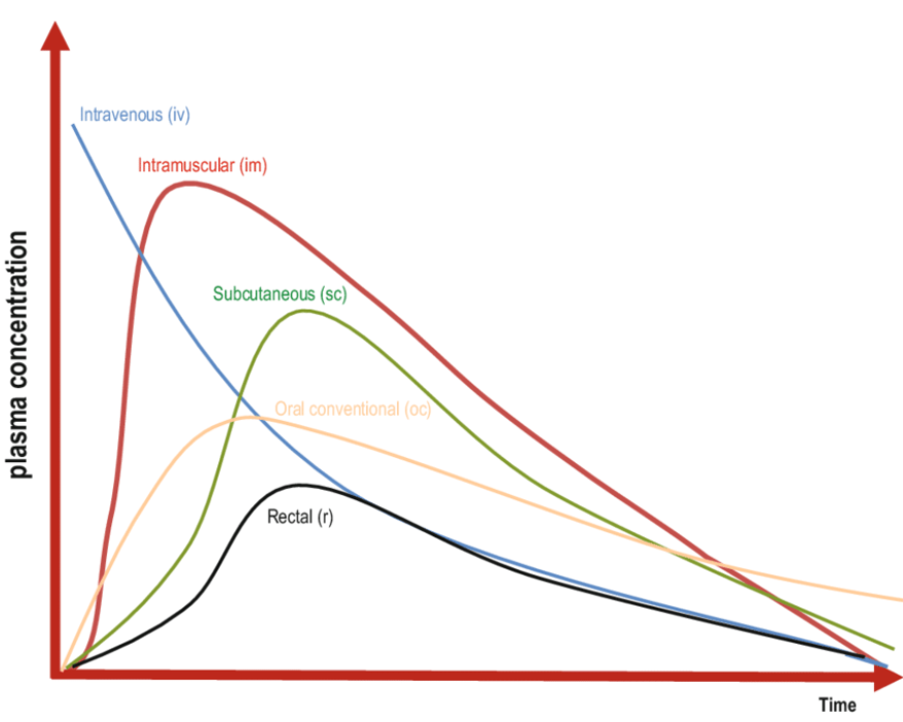 Intravenous (iv)
Intramuscular (im)
Subcutaneous (sc)
Oral conventional (oc)
Rectal (r)
plasma concentration
Time